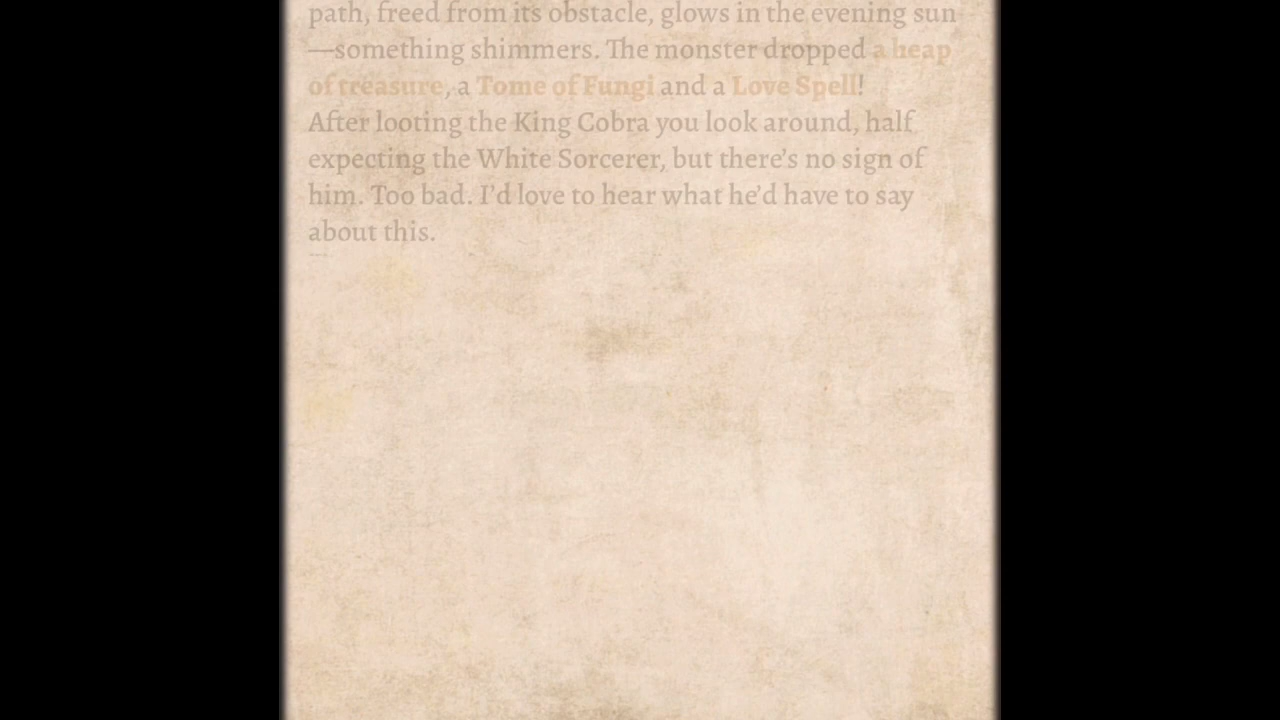 path, freed from its obstacle, glows in the evening sun
—something shimmers. The monster dropped a heap
of treasure, a Tome of Fungi and a Love Spell!
After looting the King Cobra you look around, half
expecting the White Sorcerer, but there’s no sign of
him. Too bad. I’d love to hear what he’d have to say
about this.